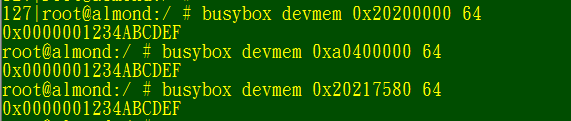 127|root@almond:/ # busybox devmem 0x20200000 64
0x0000001234ABCDEF
root@almond:/ # busybox devmem 0xa0400000 64
0x0000001234ABCDEF
root@almond:/ # busybox devmem 0x20217580 64
0x0000001234ABCDEF